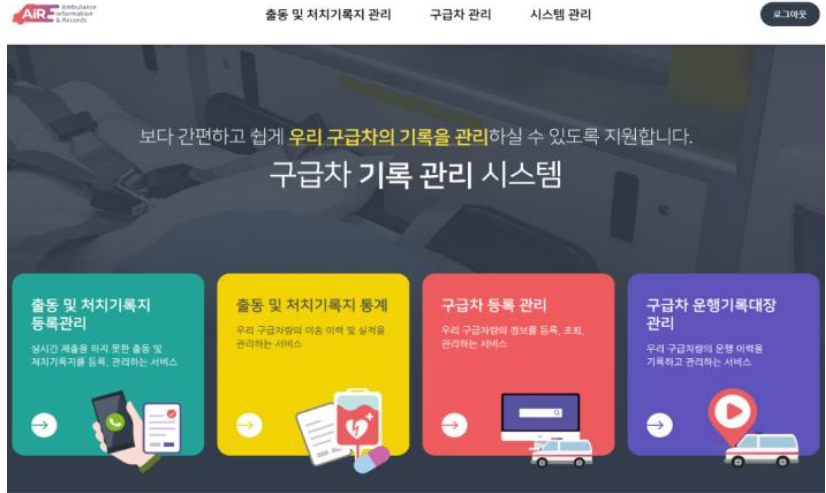 AiR Ambulance
information
& Records
출동 및 처치기록지 관리
구급차 관리
시스템 관리
로그아웃
보다 간편하고 쉽게 우리 구급차의 기록을 관리하실 수 있도록 지원합니다.
구급차 기록 관리 시스템
출동 및 처치기록지
등록관리
실시간 제출을 하지 못한 출동 및
처치기록지를 등록, 관리하는 서비스
출동 및 처치기록지 통계
우리 구급차량의 이송 이력 및 실적을
관리하는 서비스
구급차 등록 관리
우리 구급차량의 정보를 등록, 조회,
관리하는 서비스
구급차 운행기록대장
관리
우리 구급차량의 운행 이력을
기록하고 관리하는 서비스